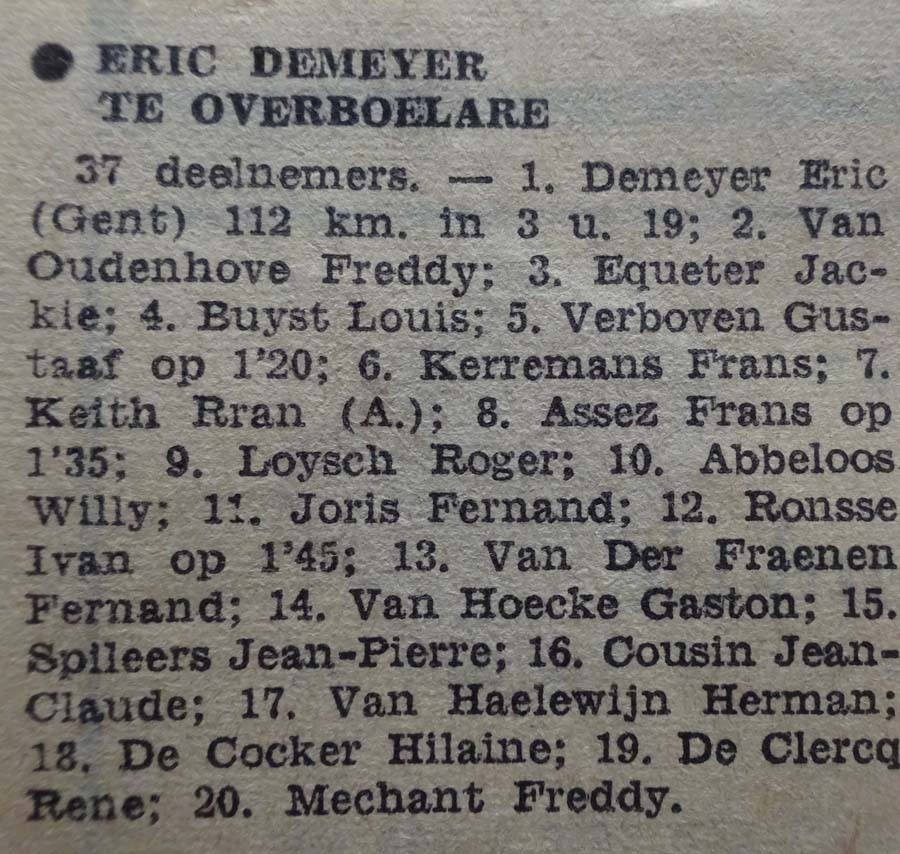 ● ERIC DEMEYER
TE OVERBOELARE
37 deelnemers. — 1. Demeyer Eric
(Gent) 112 km. in 3 u. 19; 2. Van
Oudenhove Freddy; 3. Equeter Jac-
kie; 4. Buyst Louis; 5. Verboven Gus-
taaf op 1'20; 6. Kerremans Frans; 7.
Keith Rran (A.); 8. Assez Frans op
1'35; 9. Loysch Roger; 10. Abbeloos
Willy; 11. Joris Fernand; 12. Ronsse
Ivan op 1'45; 13. Van Der Fraenen
Fernand; 14. Van Hoecke Gaston; 15.
Spileers Jean-Pierre; 16. Cousin Jean-
Claude; 17. Van Haelewijn Herman;
18. De Cocker Hilaine; 19. De Clercq
Rene; 20. Mechant Freddy.